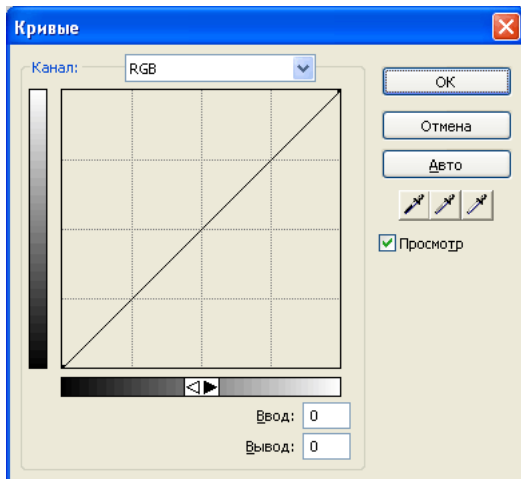 Кривые
Канал: RGB
OK
Отмена
Авто
Просмотр
Ввод: 0
Вывод: 0